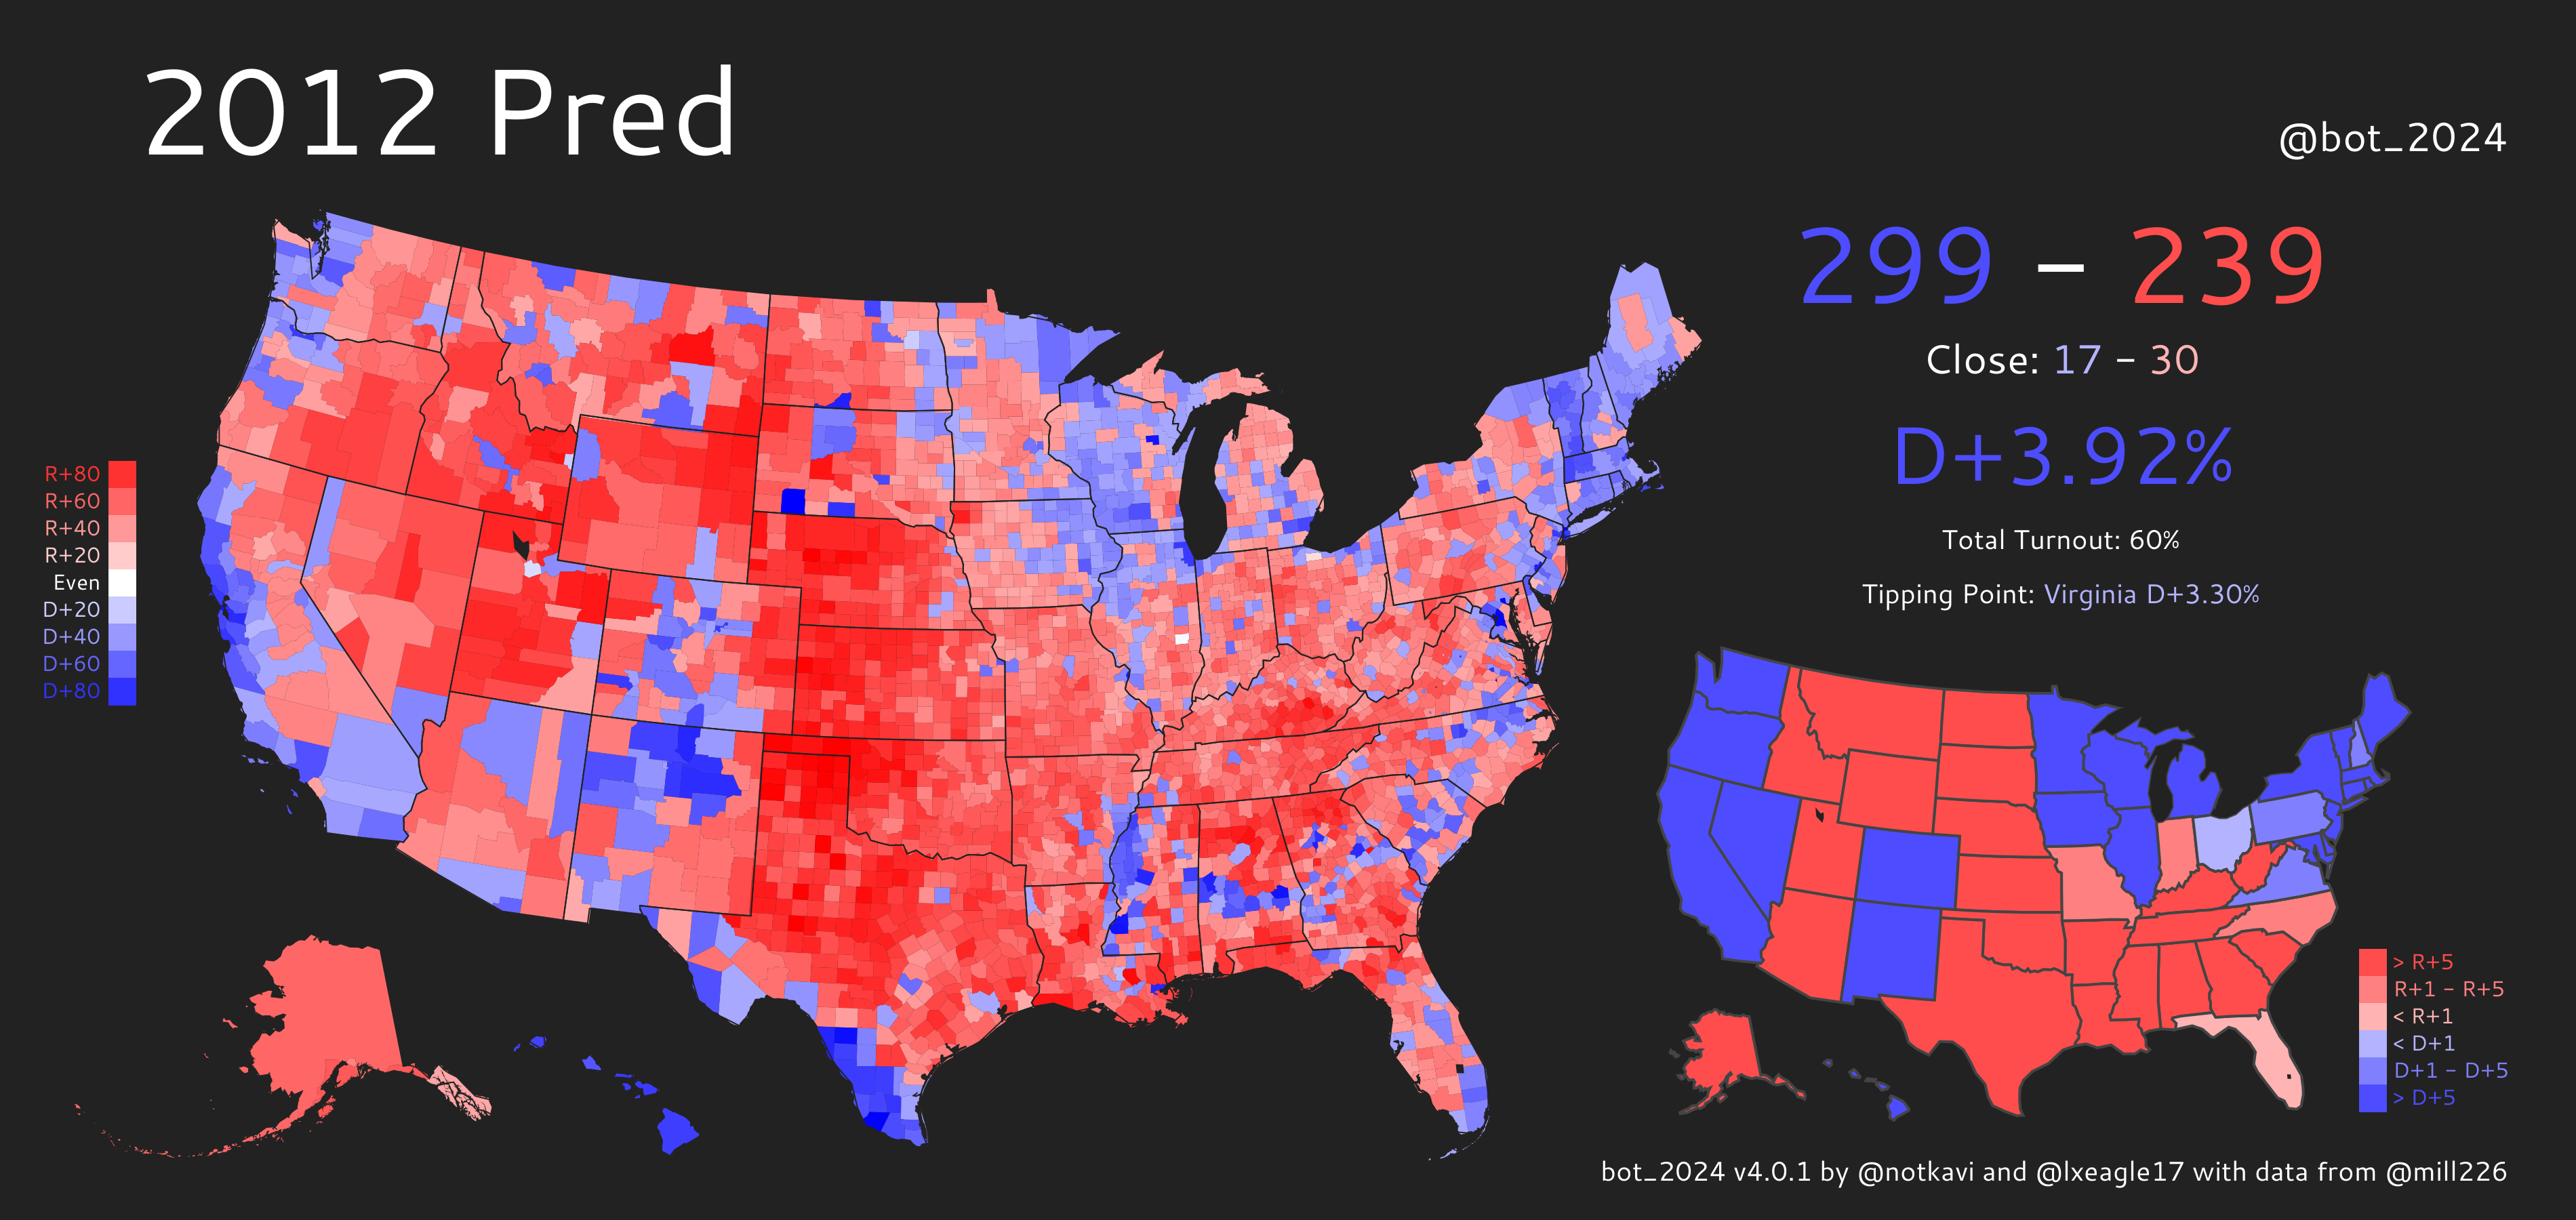 2012 Pred
@bot_2024
299 – 239
Close: 17 – 30
D+3.92%
Total Turnout: 60%
Tipping Point: Virginia D+3.30%
R+80
R+60
R+40
R+20
Even
D+20
D+40
D+60
D+80
> R+5
R+1 – R+5
< R+1
< D+1
D+1 – D+5
> D+5
bot_2024 v4.0.1 by @notkavi and @lxeagle17 with data from @mill226